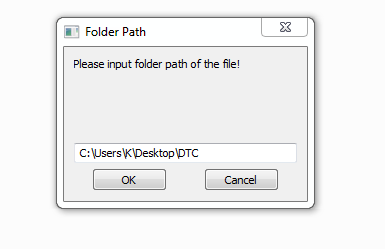 Folder Path
Please input folder path of the file!
C:\Users\K\Desktop\DTC
OK
Cancel